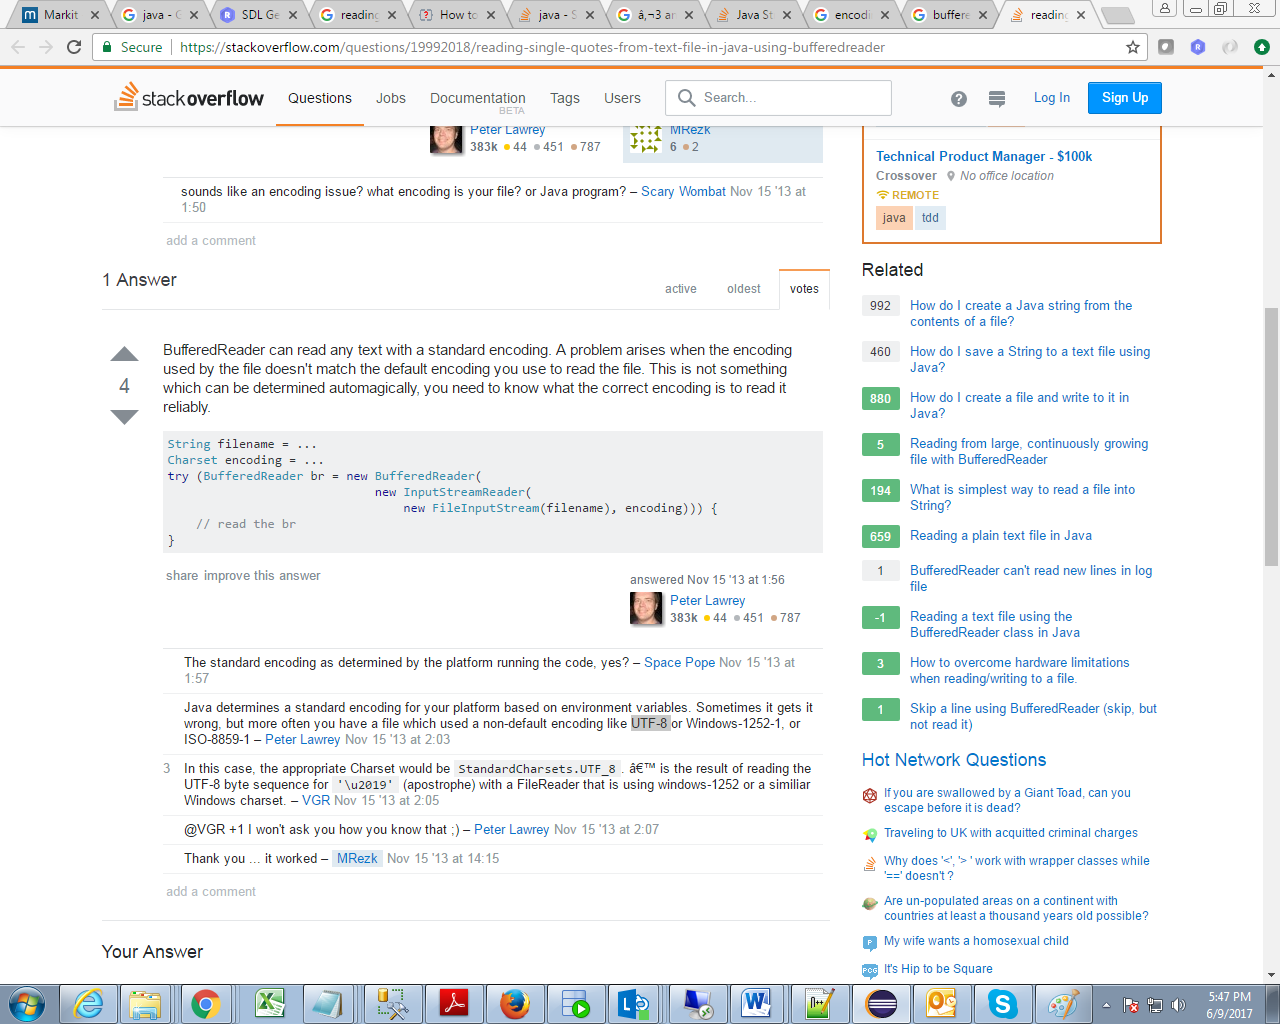 Markit
java - G
SDL Ge
reading
How to
java - S
â,¬3 ar
Java St
encodi
buffere
reading
Secure
https://stackoverflow.com/questions/19992018/reading-single-quotes-from-text-file-in-java-using-bufferedreader
stackoverflow
Questions
Jobs
Documentation
BETA
Tags
Users
Search...
Log In
Sign Up
Peter Lawrey
383k 44 451 787
MRezk
6 2
sounds like an encoding issue? what encoding is your file? or Java program? – Scary Wombat Nov 15 '13 at
1:50
add a comment
1 Answer
active
oldest
votes
4
BufferedReader can read any text with a standard encoding. A problem arises when the encoding
used by the file doesn't match the default encoding you use to read the file. This is not something
which can be determined automagically, you need to know what the correct encoding is to read it
reliably.
String filename = ...
Charset encoding = ...
try (BufferedReader br = new BufferedReader(
new InputStreamReader(
new FileInputStream(filename), encoding))) {
// read the br
}
share improve this answer
answered Nov 15 '13 at 1:56
Peter Lawrey
383k 44 451 787
The standard encoding as determined by the platform running the code, yes? – Space Pope Nov 15 '13 at
1:57
Java determines a standard encoding for your platform based on environment variables. Sometimes it gets it
wrong, but more often you have a file which used a non-default encoding like UTF-8 or Windows-1252-1, or
ISO-8859-1 – Peter Lawrey Nov 15 '13 at 2:03
3 In this case, the appropriate Charset would be StandardCharsets.UTF_8 . â€™ is the result of reading the
UTF-8 byte sequence for '\u2019' (apostrophe) with a FileReader that is using windows-1252 or a similiar
Windows charset. – VGR Nov 15 '13 at 2:05
@VGR +1 I won't ask you how you know that ;) – Peter Lawrey Nov 15 '13 at 2:07
Thank you ... it worked – MRezk Nov 15 '13 at 14:15
add a comment
Your Answer
Technical Product Manager - $100k
Crossover No office location
REMOTE
java tdd
Related
992 How do I create a Java string from the
contents of a file?
460 How do I save a String to a text file using
Java?
880 How do I create a file and write to it in
Java?
5 Reading from large, continuously growing
file with BufferedReader
194 What is simplest way to read a file into
String?
659 Reading a plain text file in Java
1 BufferedReader can't read new lines in log
file
-1 Reading a text file using the
BufferedReader class in Java
3 How to overcome hardware limitations
when reading/writing to a file.
1 Skip a line using BufferedReader (skip, but
not read it)
Hot Network Questions
If you are swallowed by a Giant Toad, can you
escape before it is dead?
Traveling to UK with acquitted criminal charges
Why does '<', '> ' work with wrapper classes while
'==' doesn't ?
Are un-populated areas on a continent with
countries at least a thousand years old possible?
My wife wants a homosexual child
PCG It's Hip to be Square
5:47 PM
6/9/2017